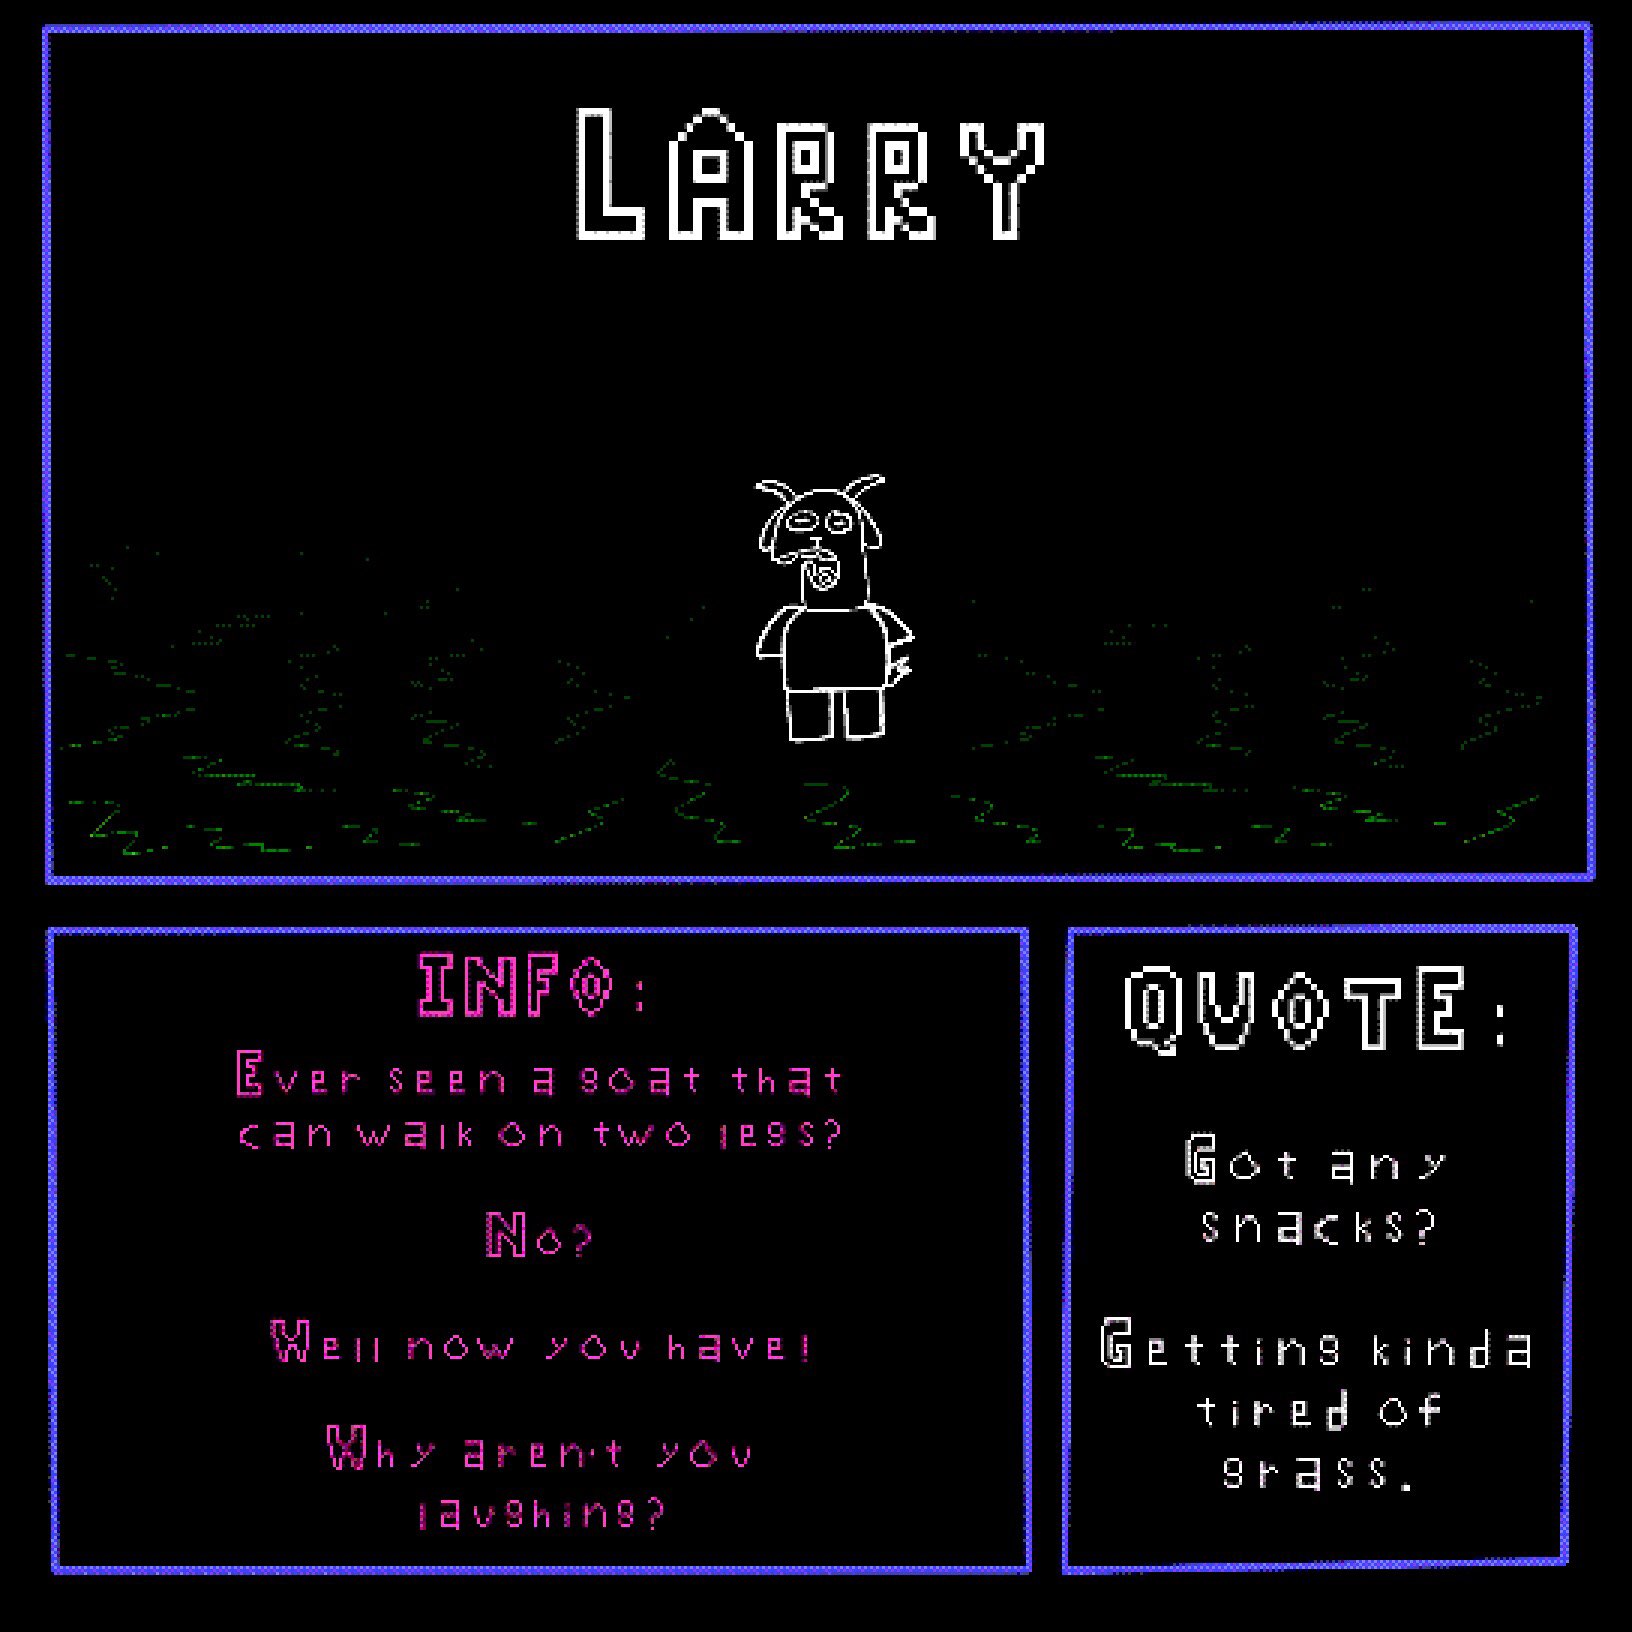 LARRY
INFO:
Ever seen a goat that
can walk on two legs?
No?
Well now you have!
Why aren't you
laughing?
QUOTE:
Got any
snacks?
Getting kinda
tired of
grass.